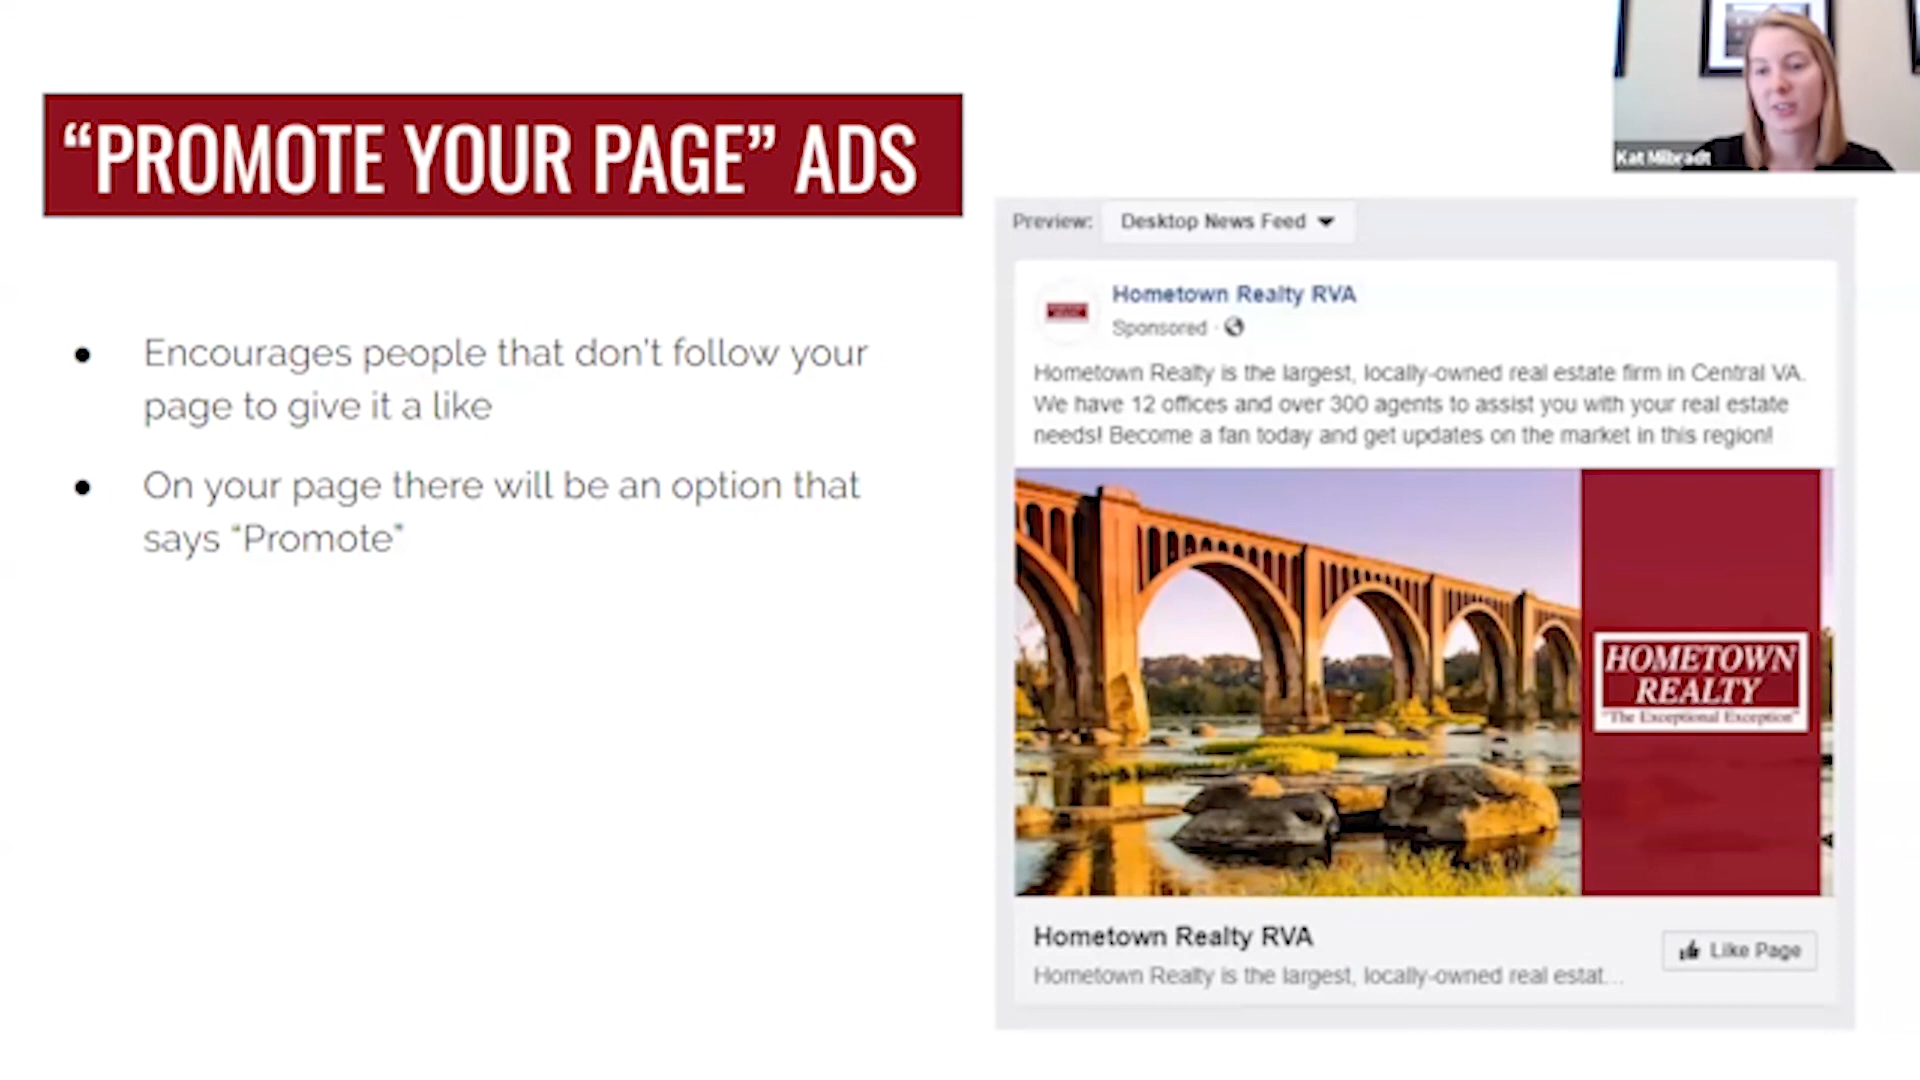 Kat Milbradt
“PROMOTE YOUR PAGE” ADS
Preview: Desktop News Feed
● Encourages people that don't follow your
page to give it a like
● On your page there will be an option that
says “Promote”
Hometown Realty RVA
Sponsored ·
Hometown Realty is the largest, locally-owned real estate firm in Central VA.
We have 12 offices and over 300 agents to assist you with your real estate
needs! Become a fan today and get updates on the market in this region!
HOMETOWN
REALTY
"The Exceptional Exception"
Hometown Realty RVA
Like Page
Hometown Realty is the largest, locally-owned real estat...